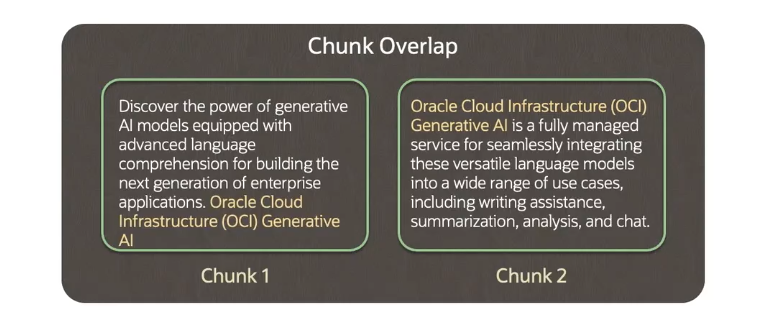 Chunk Overlap
Discover the power of generative
AI models equipped with
advanced language
comprehension for building the
next generation of enterprise
applications. Oracle Cloud
Infrastructure (OCI) Generative
AI
Chunk 1
Oracle Cloud Infrastructure (OCI)
Generative AI is a fully managed
service for seamlessly integrating
these versatile language models
into a wide range of use cases,
including writing assistance,
summarization, analysis, and chat.
Chunk 2